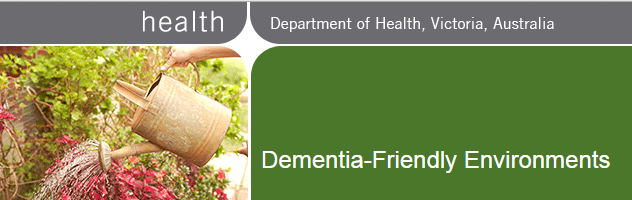 health
Department of Health, Victoria, Australia
Dementia-Friendly Environments